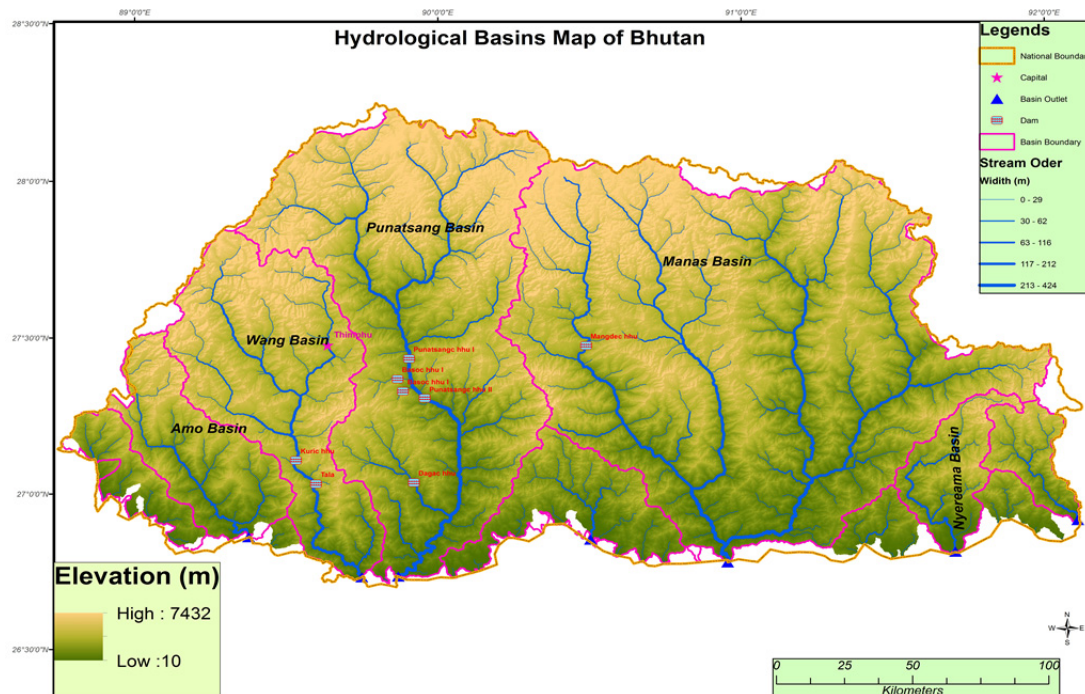 89°0'0"E
90°0'0"E
91°0'0"E
92°0'0"E
28°30'0"N
28°0'0"N
27°30'0"N
27°0'0"N
26°30'0"N
Hydrological Basins Map of Bhutan
Legends
National Boundar
Capital
Basin Outlet
Dam
Basin Boundary
Stream Oder
Widith (m)
0 - 29
30 - 62
63 - 116
117 - 212
213 - 424
Punatsang Basin
Manas Basin
Wang Basin
Thimphu
Amo Basin
Nyereama Basin
Punatsangc hhu I
Basoc hhu I
Punatsangc hhu II
Mangdec hhu
Kuric hhu
Tala
Dagac hhu
Elevation (m)
High : 7432
Low :10
N
W
E
S
0
25
50
100
Kilometers